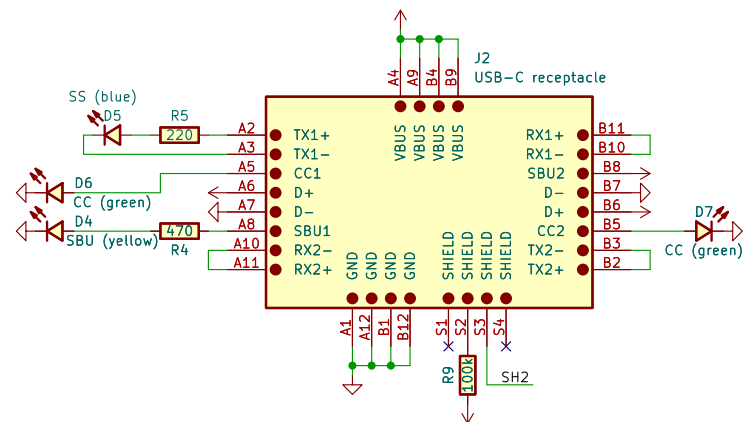 J2
USB-C receptacle
A4
A9
B4
B9
VBUS
VBUS
VBUS
VBUS
SS (blue)
D5
R5
220
A2
TX1+
RX1+
B11
A3
TX1-
RX1-
B10
A5
CC1
SBU2
B8
D6
CC (green)
A6
D+
D-
B7
A7
D-
D+
B6
D4
SBU (yellow)
470
R4
A8
SBU1
CC2
B5
D7
CC (green)
A10
RX2-
TX2-
B3
A11
RX2+
TX2+
B2
GND
GND
GND
GND
SHIELD
SHIELD
SHIELD
SHIELD
A1
A12
B1
B12
S1
S2
S3
S4
R9
100k
SH2